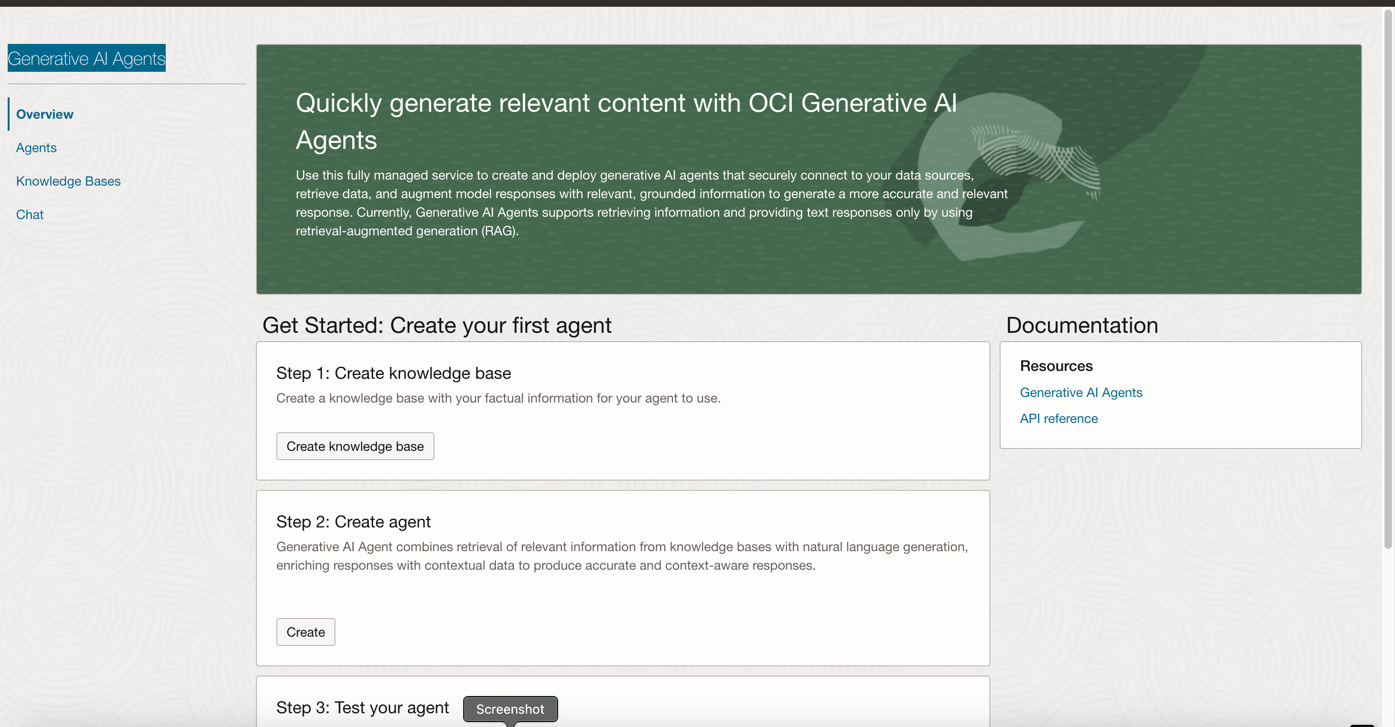 Generative AI Agents
Overview
Agents
Knowledge Bases
Chat
Quickly generate relevant content with OCI Generative AI
Agents
Use this fully managed service to create and deploy generative AI agents that securely connect to your data sources,
retrieve data, and augment model responses with relevant, grounded information to generate a more accurate and relevant
response. Currently, Generative AI Agents supports retrieving information and providing text responses only by using
retrieval-augmented generation (RAG).
Get Started: Create your first agent
Step 1: Create knowledge base
Create a knowledge base with your factual information for your agent to use.
Create knowledge base
Step 2: Create agent
Generative AI Agent combines retrieval of relevant information from knowledge bases with natural language generation,
enriching responses with contextual data to produce accurate and context-aware responses.
Create
Step 3: Test your agent
Screenshot
Documentation
Resources
Generative AI Agents
API reference